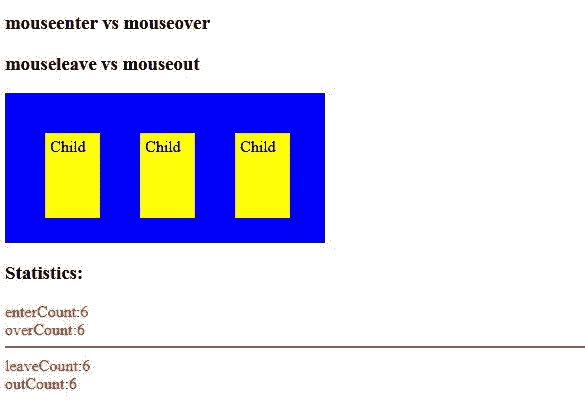 mouseenter vs mouseover
mouseleave vs mouseout
Child Child Child
Statistics:
enterCount:6
overCount:6
leaveCount:6
outCount:6